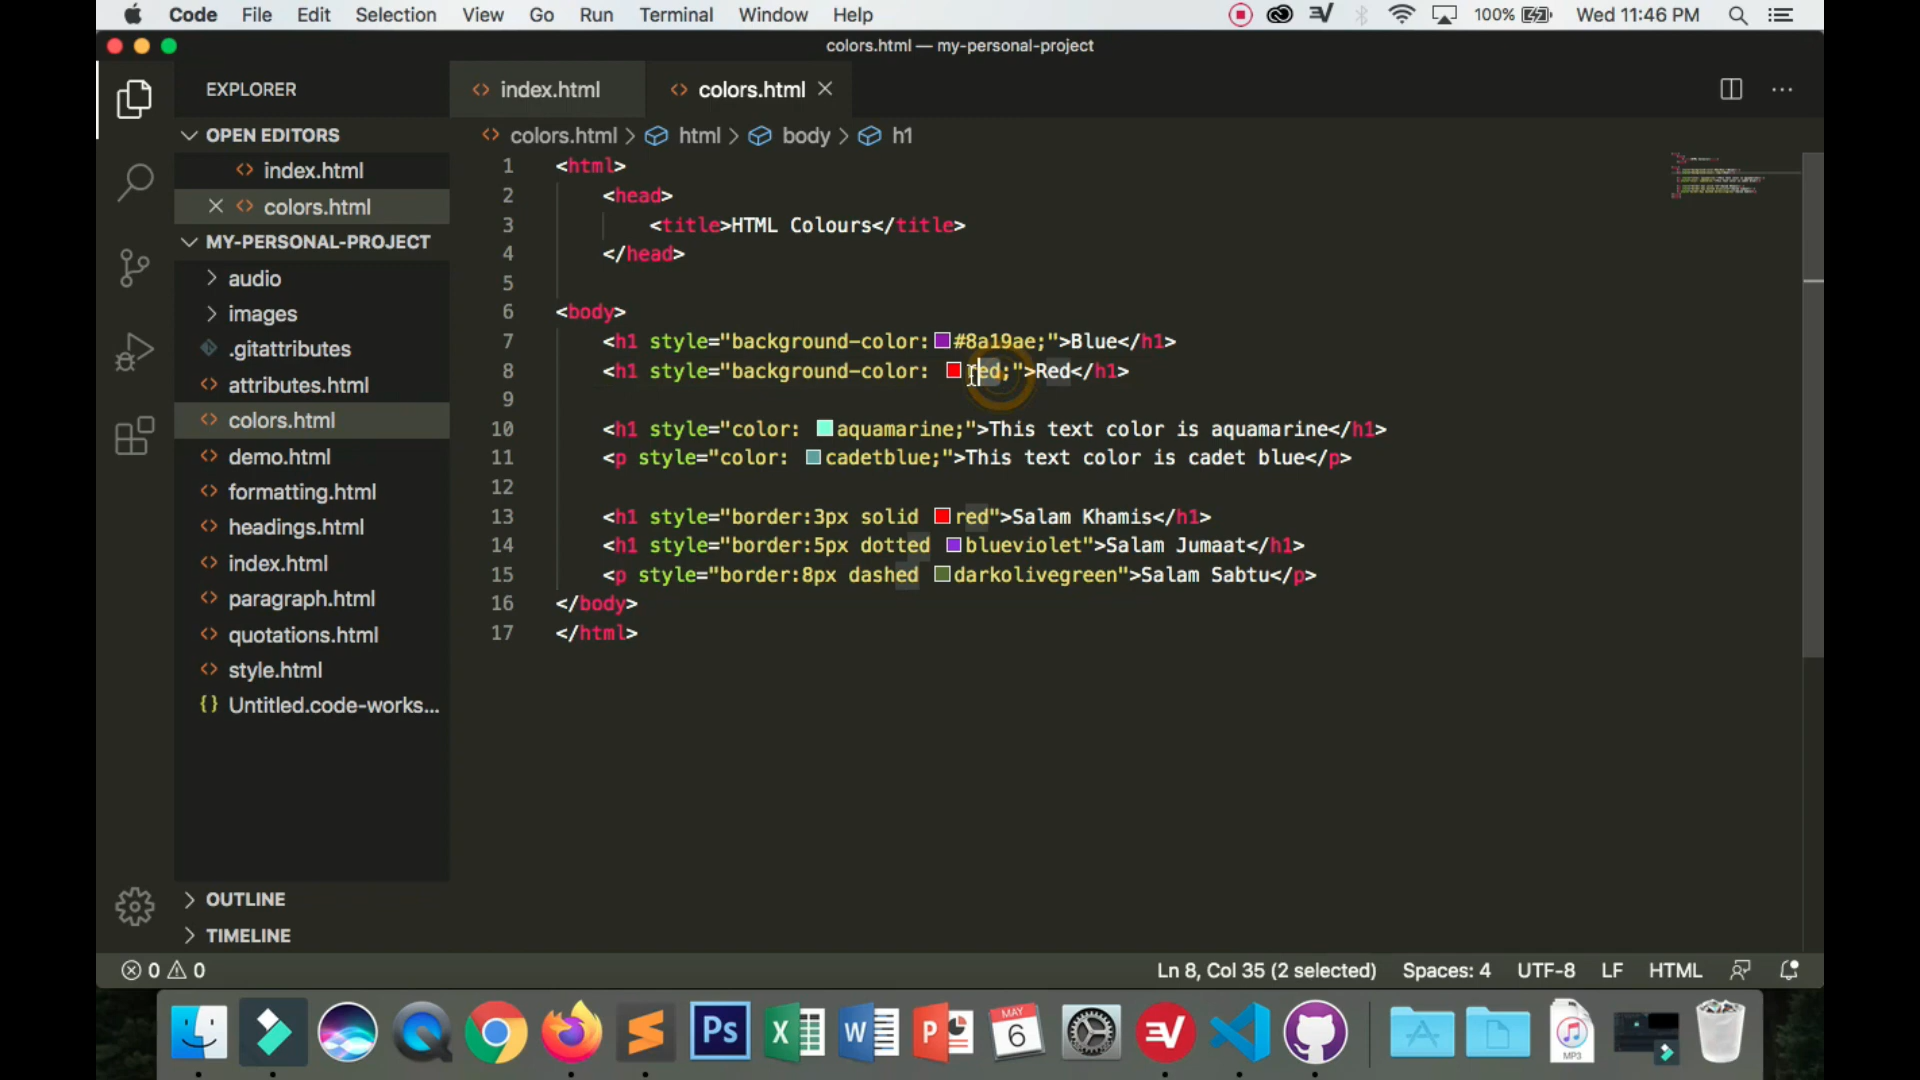 Code File Edit Selection View Go Run Terminal Window Help 100% Wed 11:46 PM
colors.html — my-personal-project
EXPLORER
index.html
colors.html
OPEN EDITORS
index.html
colors.html
MY-PERSONAL-PROJECT
audio
images
.gitattributes
attributes.html
colors.html
demo.html
formatting.html
headings.html
index.html
paragraph.html
quotations.html
style.html
{} Untitled.code-works...
OUTLINE
TIMELINE
colors.html > html > body > h1
1 <html>
2 <head>
3 <title>HTML Colours</title>
4 </head>
5
6 <body>
7 <h1 style="background-color:#8a19ae;">Blue</h1>
8 <h1 style="background-color: red;">Red</h1>
9
10 <h1 style="color: aquamarine;">This text color is aquamarine</h1>
11 <p style="color: cadetblue;">This text color is cadet blue</p>
12
13 <h1 style="border:3px solid red">Salam Khamis</h1>
14 <h1 style="border:5px dotted blueviolet">Salam Jumaat</h1>
15 <p style="border:8px dashed darkolivegreen">Salam Sabtu</p>
16 </body>
17 </html>
0 0 Ln 8, Col 35 (2 selected) Spaces: 4 UTF-8 LF HTML
Ps X W P MAY 6 MP3